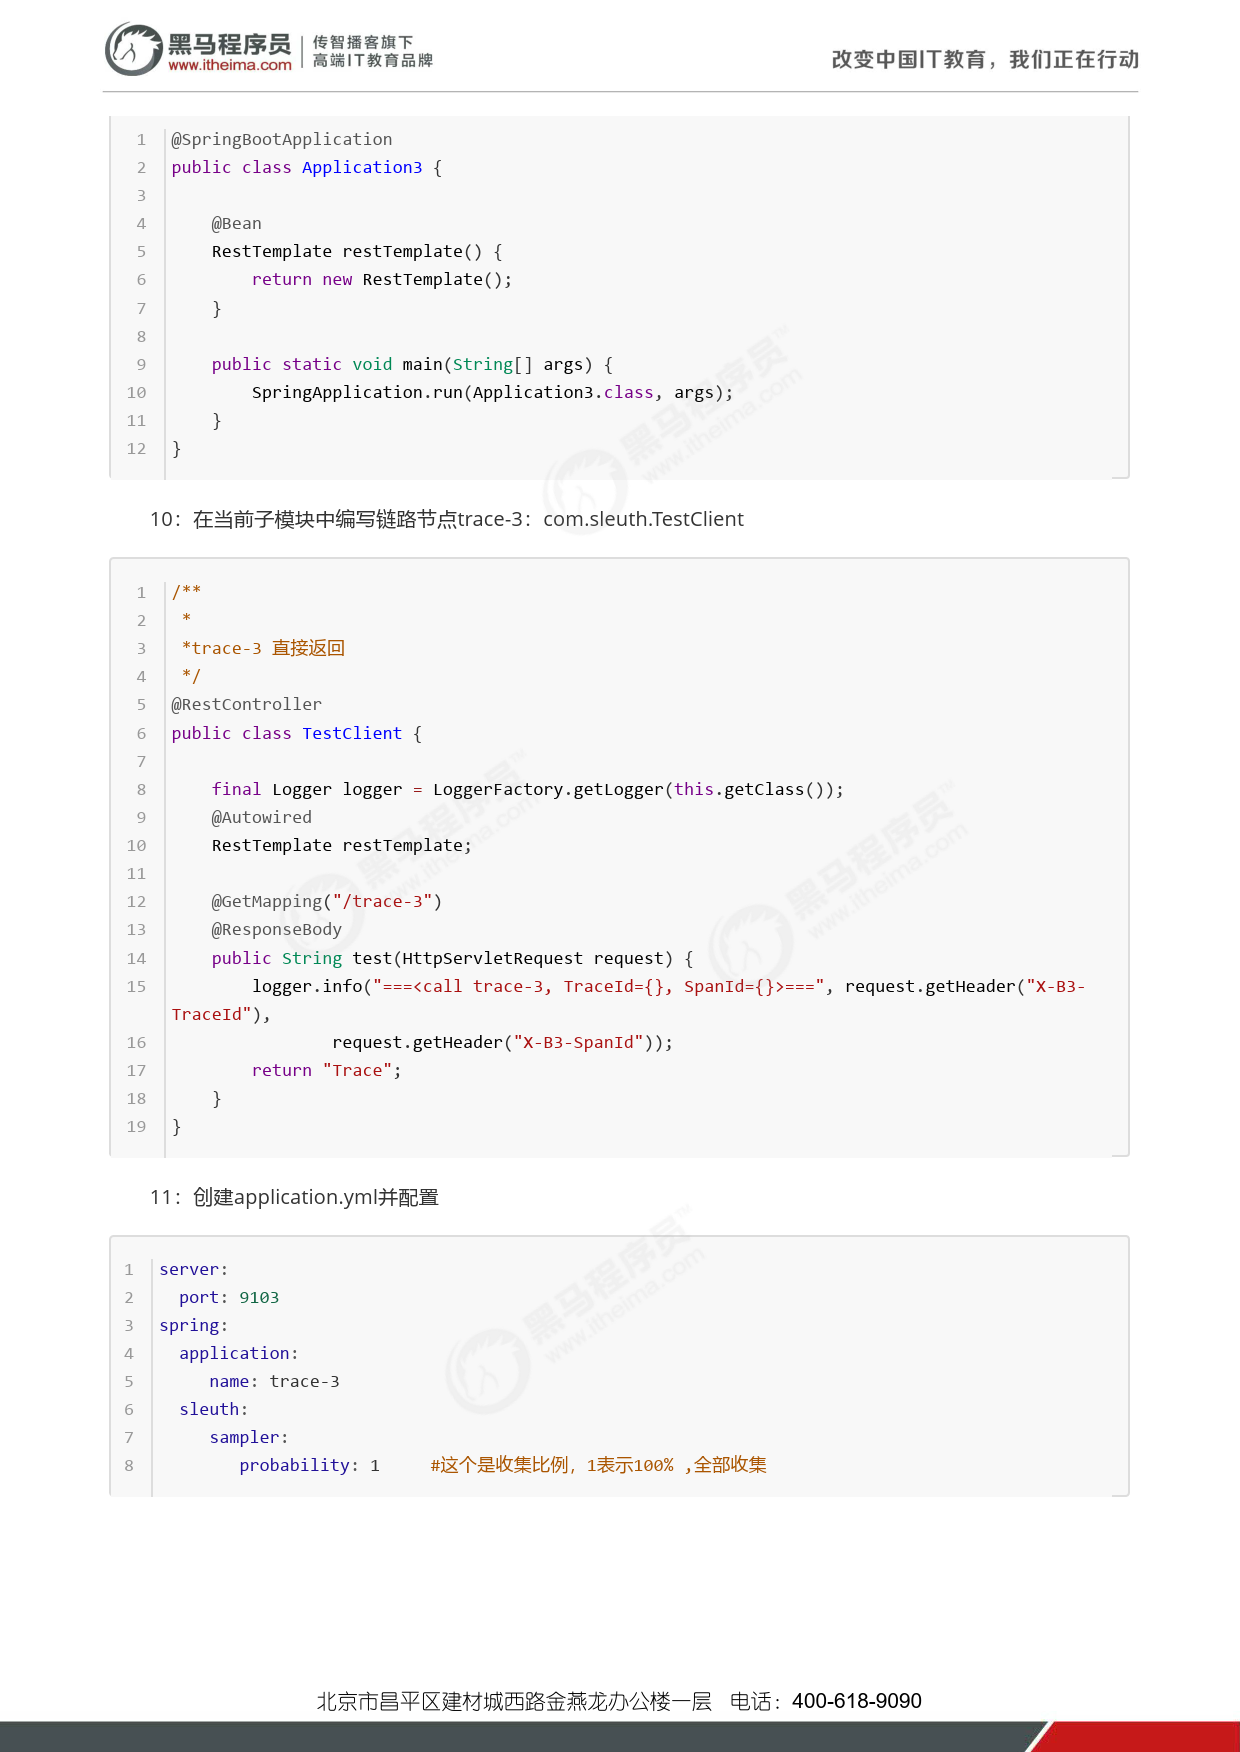 黑马程序员
www.itheima.com
传智播客旗下
高端IT教育品牌
改变中国IT教育，我们正在行动
1 @SpringBootApplication
2 public class Application3 {
3
4     @Bean
5     RestTemplate restTemplate() {
6         return new RestTemplate();
7     }
8
9     public static void main(String[] args) {
10         SpringApplication.run(Application3.class, args);
11     }
12 }
10：在当前子模块中编写链路节点trace-3：com.sleuth.TestClient
1 /**
2  *
3  *trace-3 直接返回
4  */
5 @RestController
6 public class TestClient {
7
8     final Logger logger = LoggerFactory.getLogger(this.getClass());
9     @Autowired
10     RestTemplate restTemplate;
11
12     @GetMapping("/trace-3")
13     @ResponseBody
14     public String test(HttpServletRequest request) {
15         logger.info("===<call trace-3, TraceId={}, SpanId={}>===", request.getHeader("X-B3-
TraceId"),
16                 request.getHeader("X-B3-SpanId"));
17         return "Trace";
18     }
19 }
11：创建application.yml并配置
1 server:
2   port: 9103
3 spring:
4   application:
5      name: trace-3
6   sleuth:
7      sampler:
8         probability: 1     #这个是收集比例，1表示100% ,全部收集
北京市昌平区建材城西路金燕龙办公楼一层 电话：400-618-9090